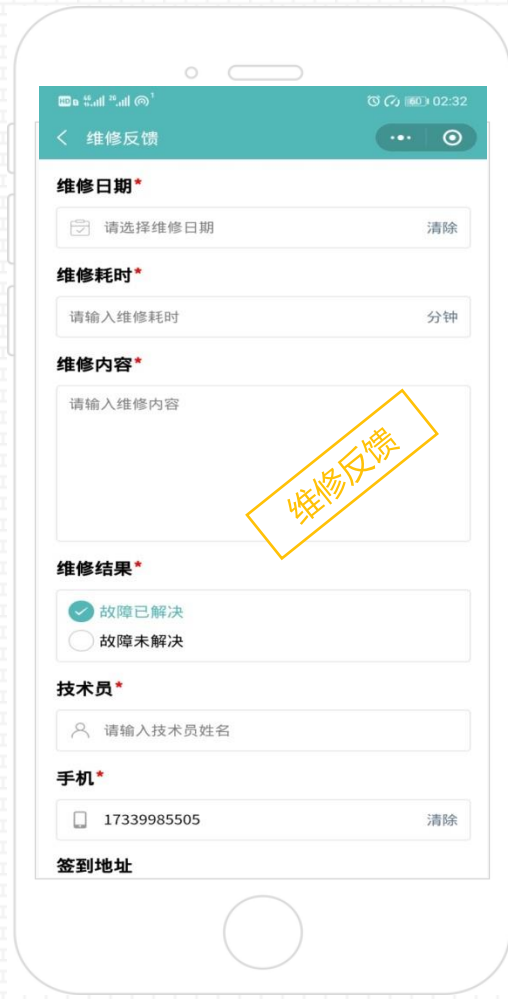 02:32
维修反馈
维修日期*
请选择维修日期 清除
维修耗时*
请输入维修耗时 分钟
维修内容*
请输入维修内容
维修反馈
维修结果*
故障已解决
故障未解决
技术员*
请输入技术员姓名
手机*
17339985505 清除
签到地址